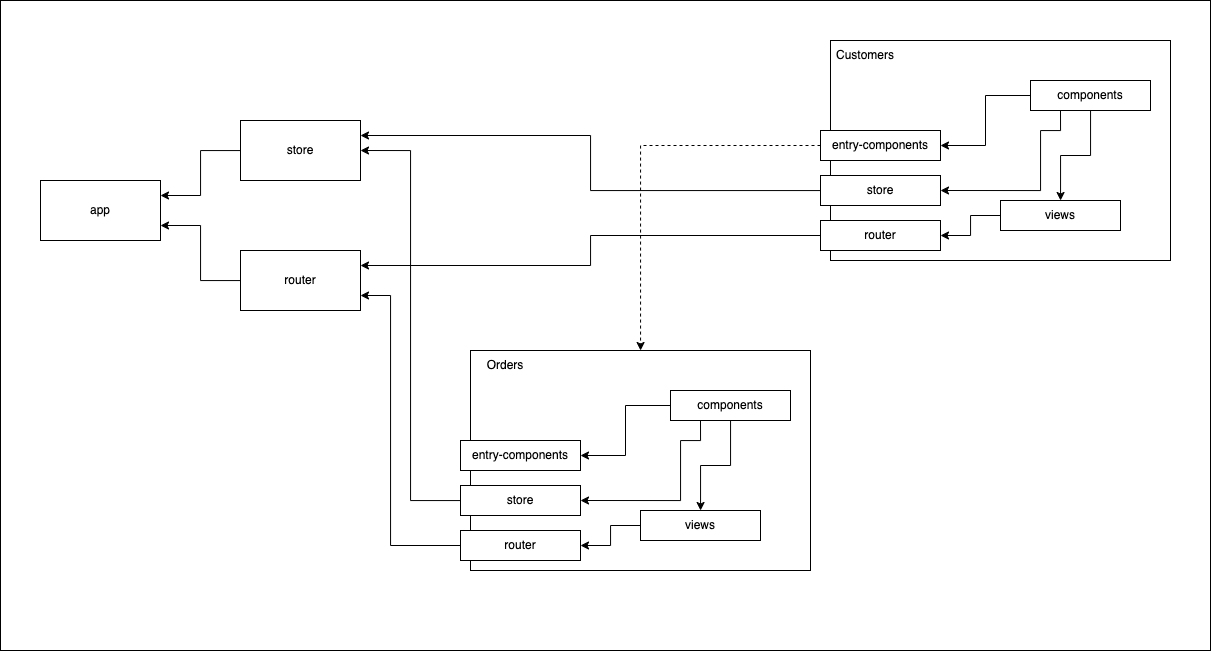 Customers
components
entry-components
store
store
views
app
router
router
Orders
components
entry-components
store
views
router